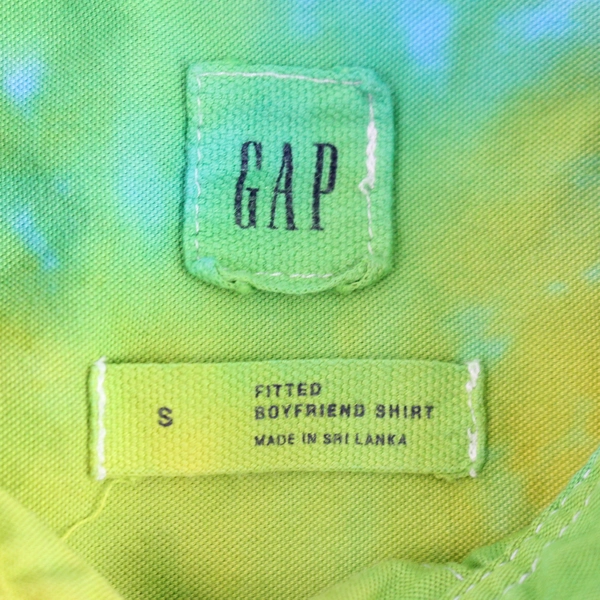 GAP
S
FITTED
BOYFRIEND SHIRT
MADE IN SRI LANKA